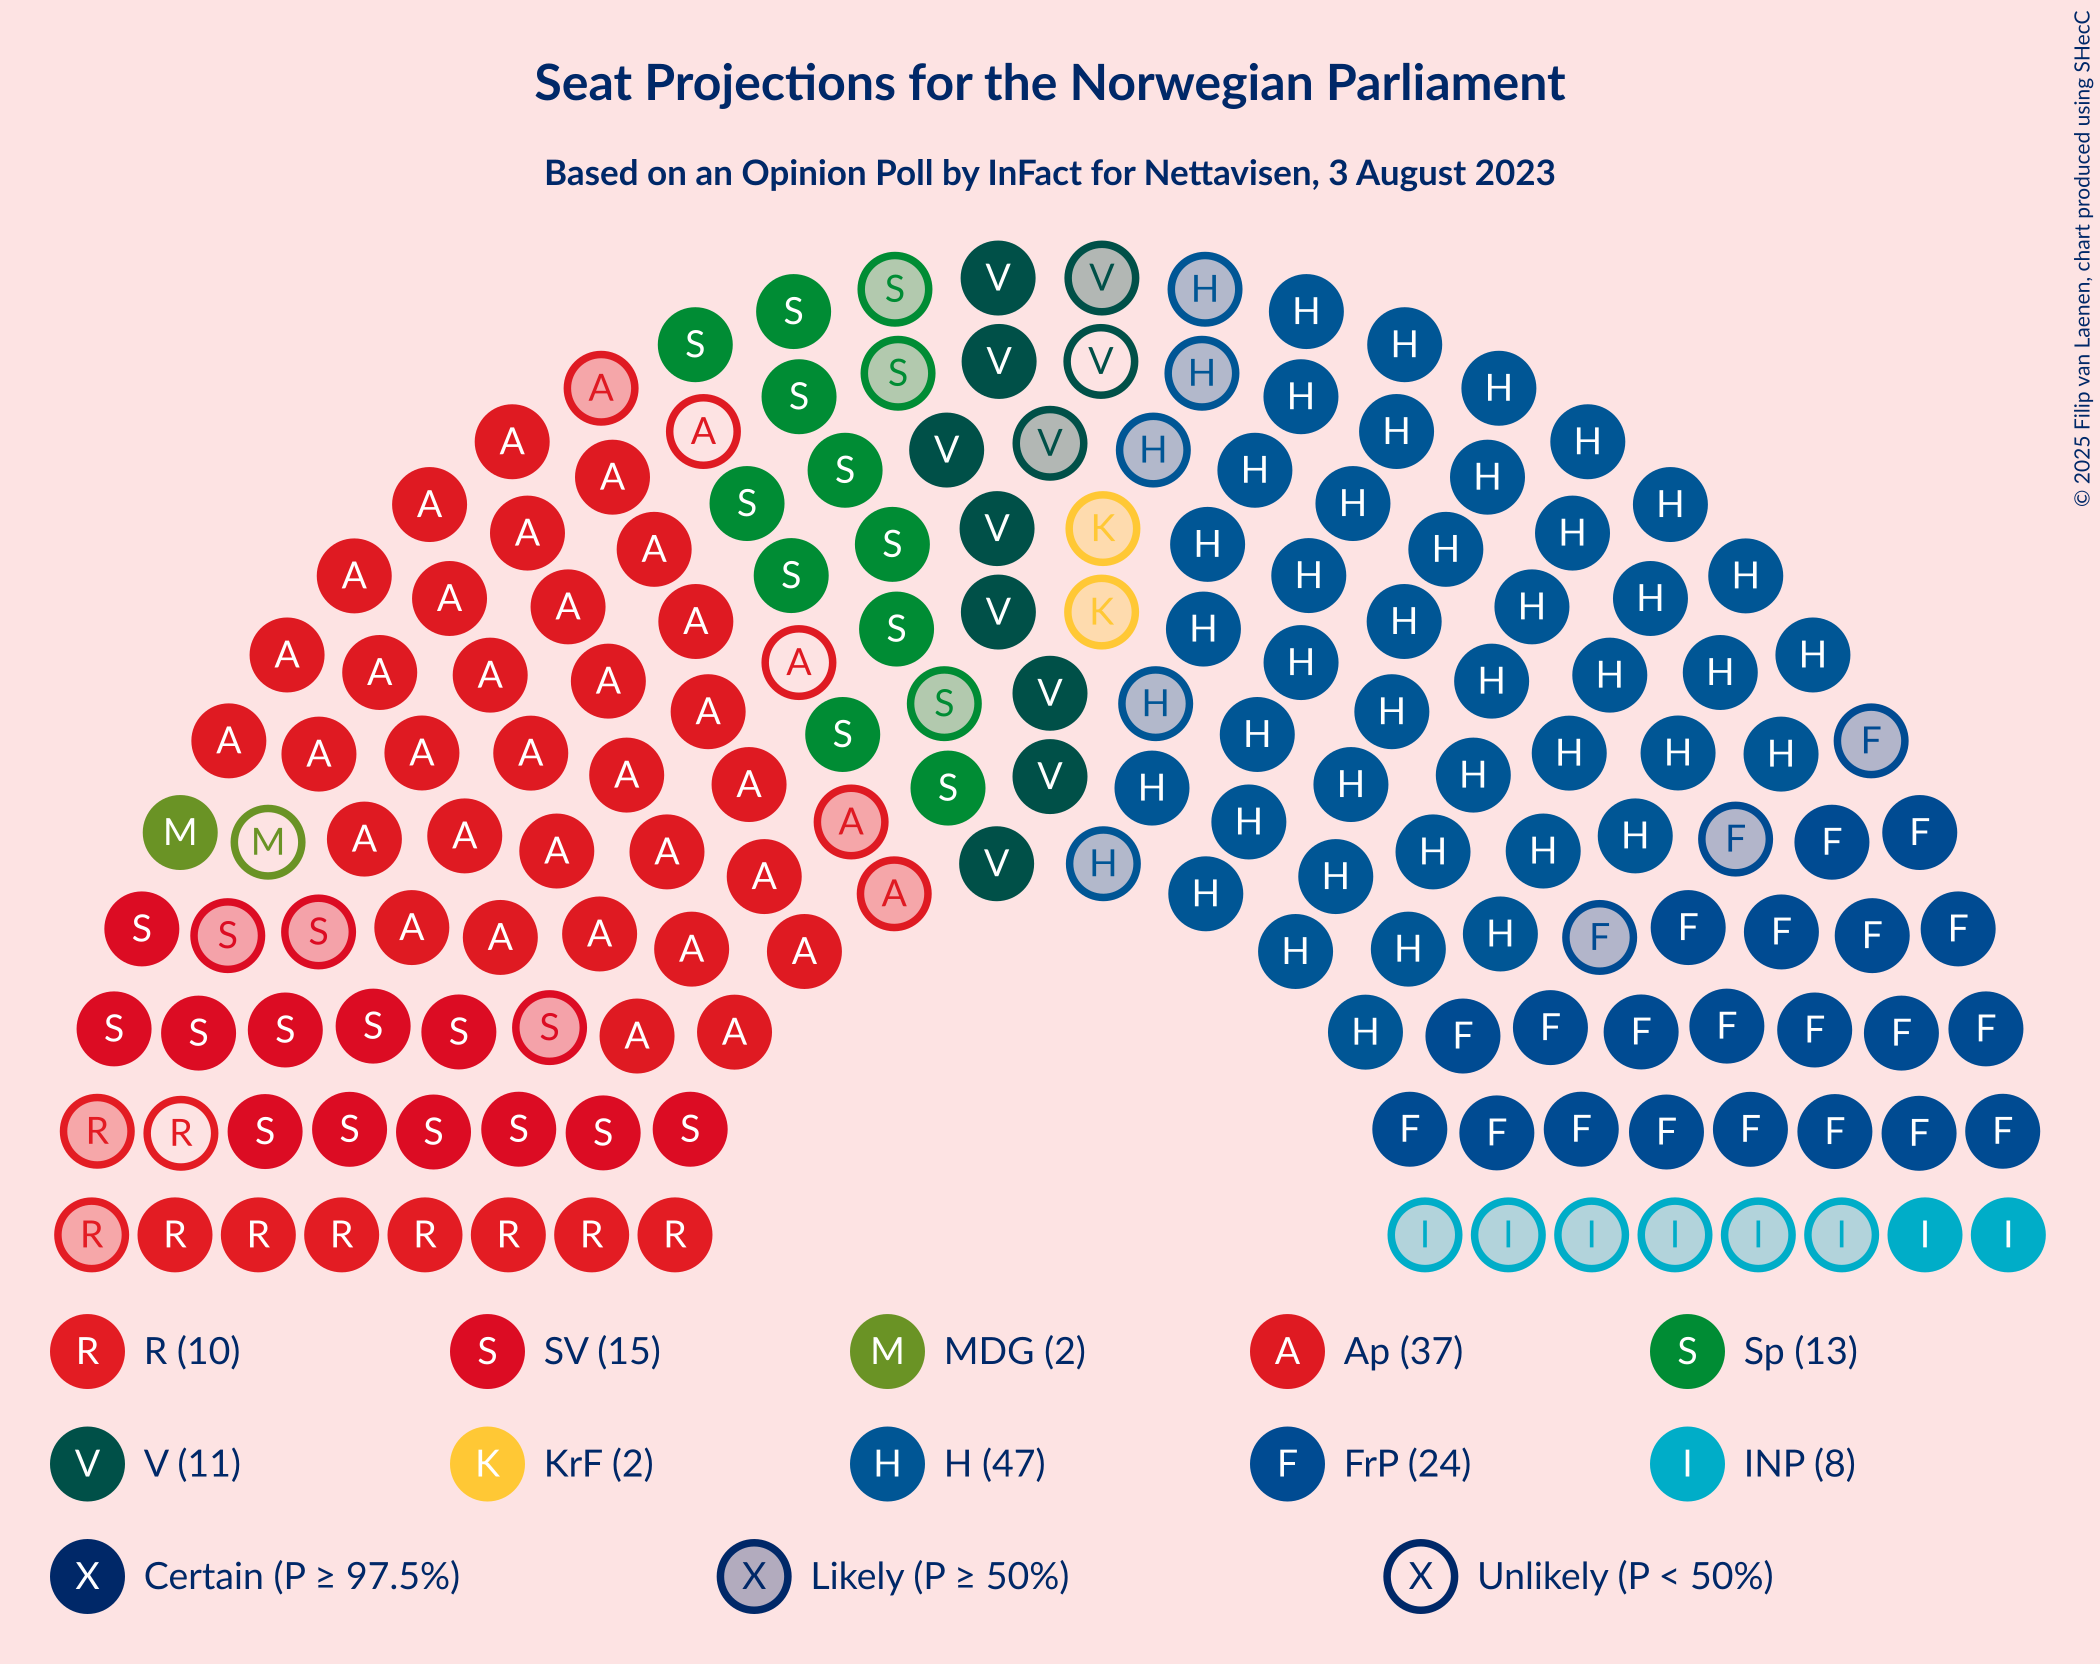 Seat Projections for the Norwegian Parliament
Based on an Opinion Poll by InFact for Nettavisen, 3 August 2023
© 2025 Filip van Laenen, chart produced using SHecC
S S V V H
S S H H
S V V H H
A S H
A S S V H H H
A A S V H H H
A A S V K H H
A A A S S H H H H
A A A S V K H H H H
A A A A S V H H H H H
A A A A A S H H H H H F
A A A A A S V H H H H
M M A A A A A V H H H H H F F F
S S S A A A A A A A H H H H F F F F F
S S S S S S A A H F F F F F F F
R R S S S S S S F F F F F F F F
R R R R R R R R I I I I I I I I
R R (10) S SV (15) M MDG (2) A Ap (37) S Sp (13)
V V (11) K KrF (2) H H (47) F FrP (24) I INP (8)
X Certain (P ≥ 97.5%) X Likely (P ≥ 50%) X Unlikely (P < 50%)